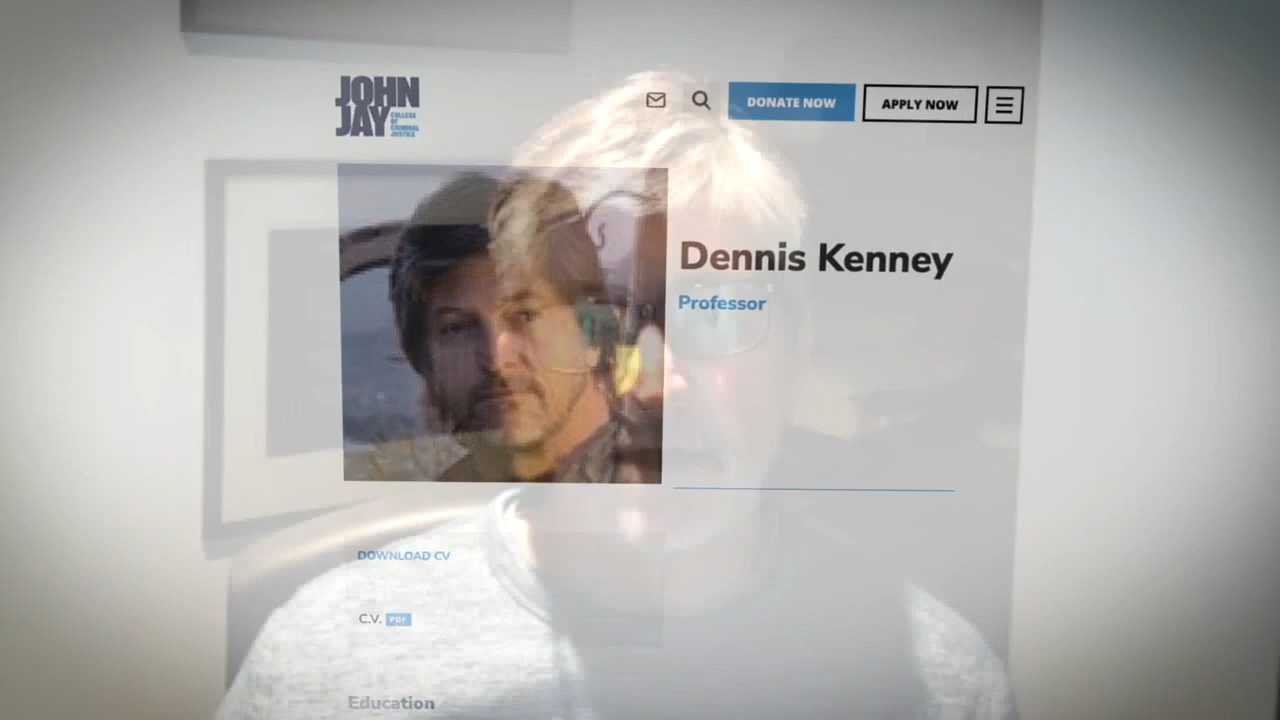 JOHN
JAY
COLLEGE
OF
CRIMINAL
JUSTICE
DONATE NOW
APPLY NOW
Dennis Kenney
Professor
DOWNLOAD CV
C.V. PDF
Education